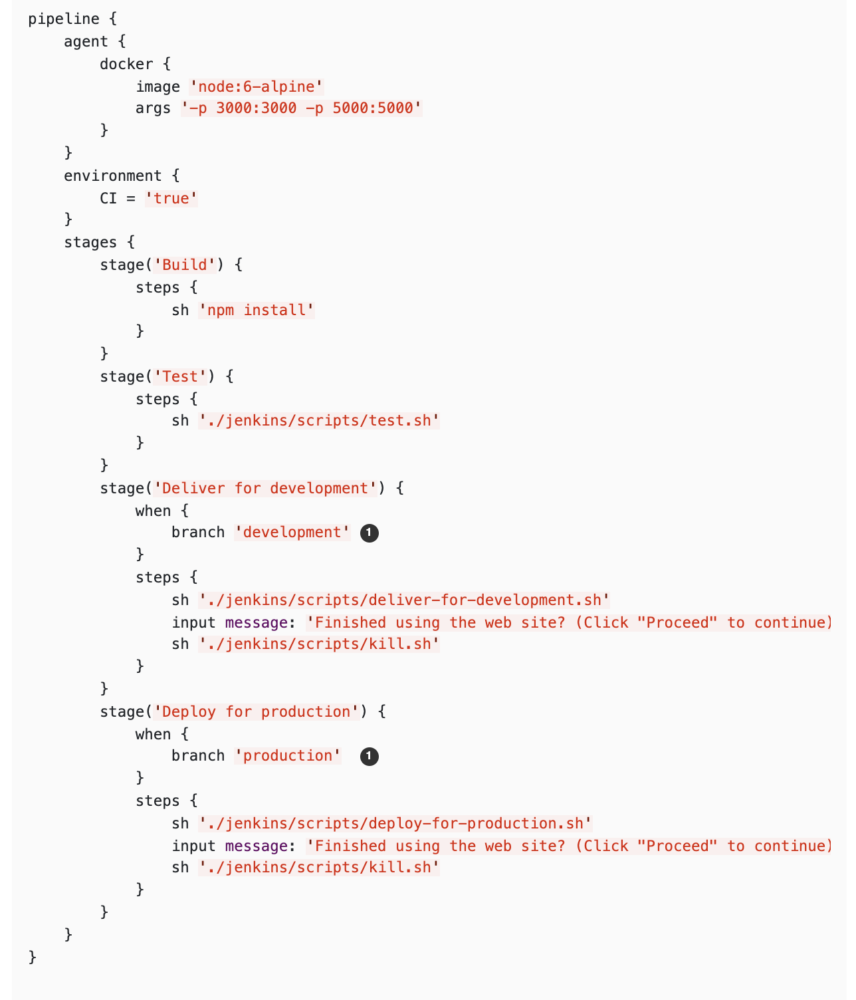 pipeline {
    agent {
        docker {
            image 'node:6-alpine'
            args '-p 3000:3000 -p 5000:5000'
        }
    }
    environment {
        CI = 'true'
    }
    stages {
        stage('Build') {
            steps {
                sh 'npm install'
            }
        }
        stage('Test') {
            steps {
                sh './jenkins/scripts/test.sh'
            }
        }
        stage('Deliver for development') {
            when {
                branch 'development' 1
            }
            steps {
                sh './jenkins/scripts/deliver-for-development.sh'
                input message: 'Finished using the web site? (Click "Proceed" to continue)
                sh './jenkins/scripts/kill.sh'
            }
        }
        stage('Deploy for production') {
            when {
                branch 'production'  1
            }
            steps {
                sh './jenkins/scripts/deploy-for-production.sh'
                input message: 'Finished using the web site? (Click "Proceed" to continue)
                sh './jenkins/scripts/kill.sh'
            }
        }
    }
}